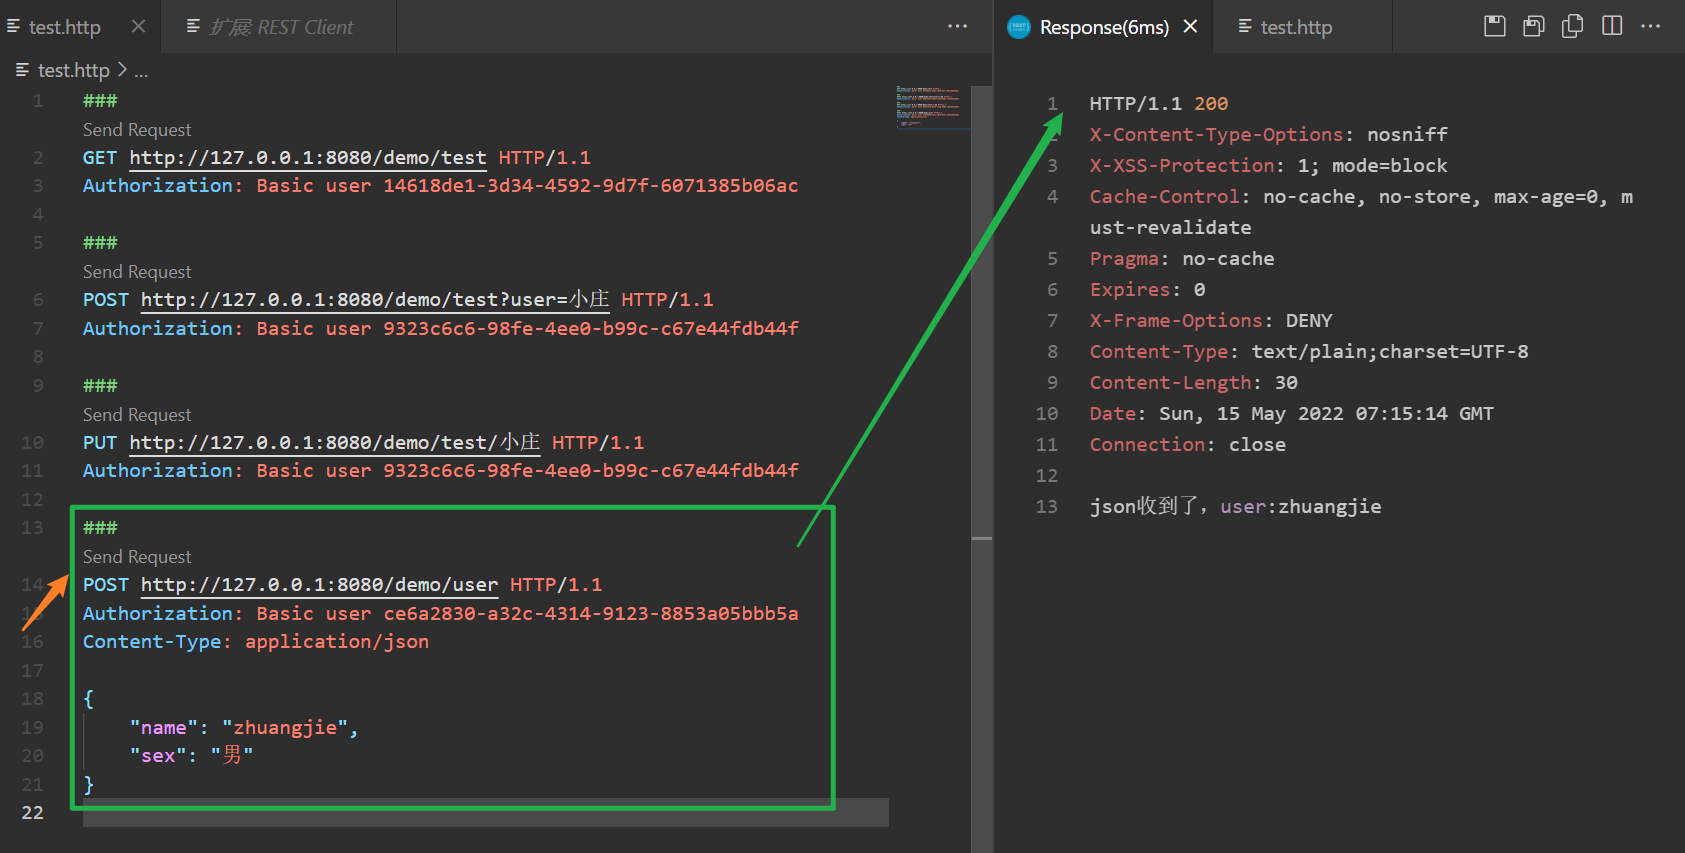 test.http
扩展 REST Client
test.http > ...
1 ###
Send Request
2 GET http://127.0.0.1:8080/demo/test HTTP/1.1
3 Authorization: Basic user 14618de1-3d34-4592-9d7f-6071385b06ac
4
5 ###
Send Request
6 POST http://127.0.0.1:8080/demo/test?user=小庄 HTTP/1.1
7 Authorization: Basic user 9323c6c6-98fe-4ee0-b99c-c67e44fdb44f
8
9 ###
Send Request
10 PUT http://127.0.0.1:8080/demo/test/小庄 HTTP/1.1
11 Authorization: Basic user 9323c6c6-98fe-4ee0-b99c-c67e44fdb44f
12
13 ###
Send Request
14 POST http://127.0.0.1:8080/demo/user HTTP/1.1
15 Authorization: Basic user ce6a2830-a32c-4314-9123-8853a05bbb5a
16 Content-Type: application/json
17
18 {
19 "name": "zhuangjie",
20 "sex": "男"
21 }
22
Response(6ms)
test.http
1 HTTP/1.1 200
2 X-Content-Type-Options: nosniff
3 X-XSS-Protection: 1; mode=block
4 Cache-Control: no-cache, no-store, max-age=0, m
ust-revalidate
5 Pragma: no-cache
6 Expires: 0
7 X-Frame-Options: DENY
8 Content-Type: text/plain;charset=UTF-8
9 Content-Length: 30
10 Date: Sun, 15 May 2022 07:15:14 GMT
11 Connection: close
12
13 json收到了，user:zhuangjie